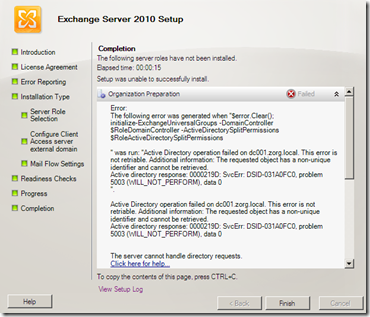 Exchange Server 2010 Setup
Introduction
License Agreement
Error Reporting
Installation Type
Server Role
Selection
Configure Client
Access server
external domain
Mail Flow Settings
Readiness Checks
Progress
Completion
Completion
The following server roles have not been installed.
Elapsed time: 00:00:15
Setup was unable to successfully install.
Organization Preparation
Failed
Error:
The following error was generated when "$error.Clear();
initialize-ExchangeUniversalGroups -DomainController
$RoleDomainController -ActiveDirectorySplitPermissions
$RoleActiveDirectorySplitPermissions
" was run: "Active Directory operation failed on dc001.zorg.local. This error is
not retriable. Additional information: The requested object has a non-unique
identifier and cannot be retrieved.
Active directory response: 0000219D: SvcErr: DSID-031A0FC0, problem
5003 (WILL_NOT_PERFORM), data 0
".
Active Directory operation failed on dc001.zorg.local. This error is not
retriable. Additional information: The requested object has a non-unique
identifier and cannot be retrieved.
Active directory response: 0000219D: SvcErr: DSID-031A0FC0, problem
5003 (WILL_NOT_PERFORM), data 0
The server cannot handle directory requests.
Click here for help...
To copy the contents of this page, press CTRL+C.
View Setup Log
Help
< Back
Finish
Cancel